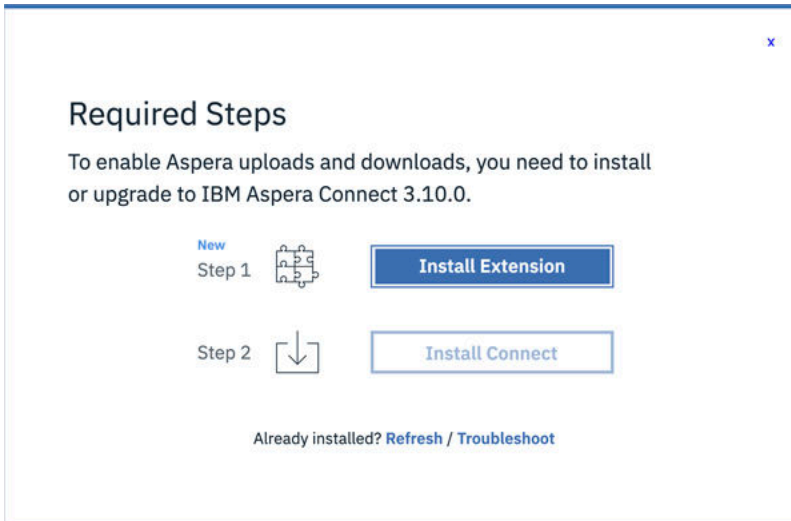 x
Required Steps
To enable Aspera uploads and downloads, you need to install
or upgrade to IBM Aspera Connect 3.10.0.
New
Step 1
Install Extension
Step 2
Install Connect
Already installed? Refresh / Troubleshoot